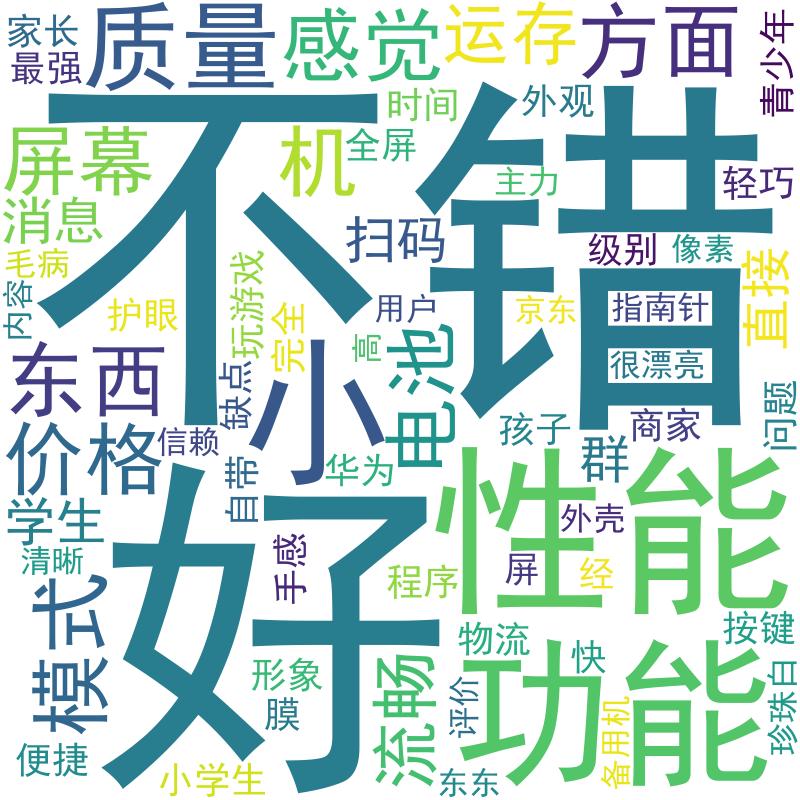 家长
最强
质量
感觉
运存
方面
青少年
不错
时间
外观
屏幕
机
全屏
主力
轻巧
消息
扫码
级别
像素
毛病
内容
护眼
玩游戏
完全
用户
京东
指南针
直接
高
很漂亮
东西
缺点
小
电池
问题
价格
信赖
孩子
商家
自带
华为
群
好
性能
学生
清晰
手感
程序
屏
外壳
经
模式
形象
膜
流畅
物流
快
按键
功能
评价
备用机
珍珠白
便捷
小学生
东东